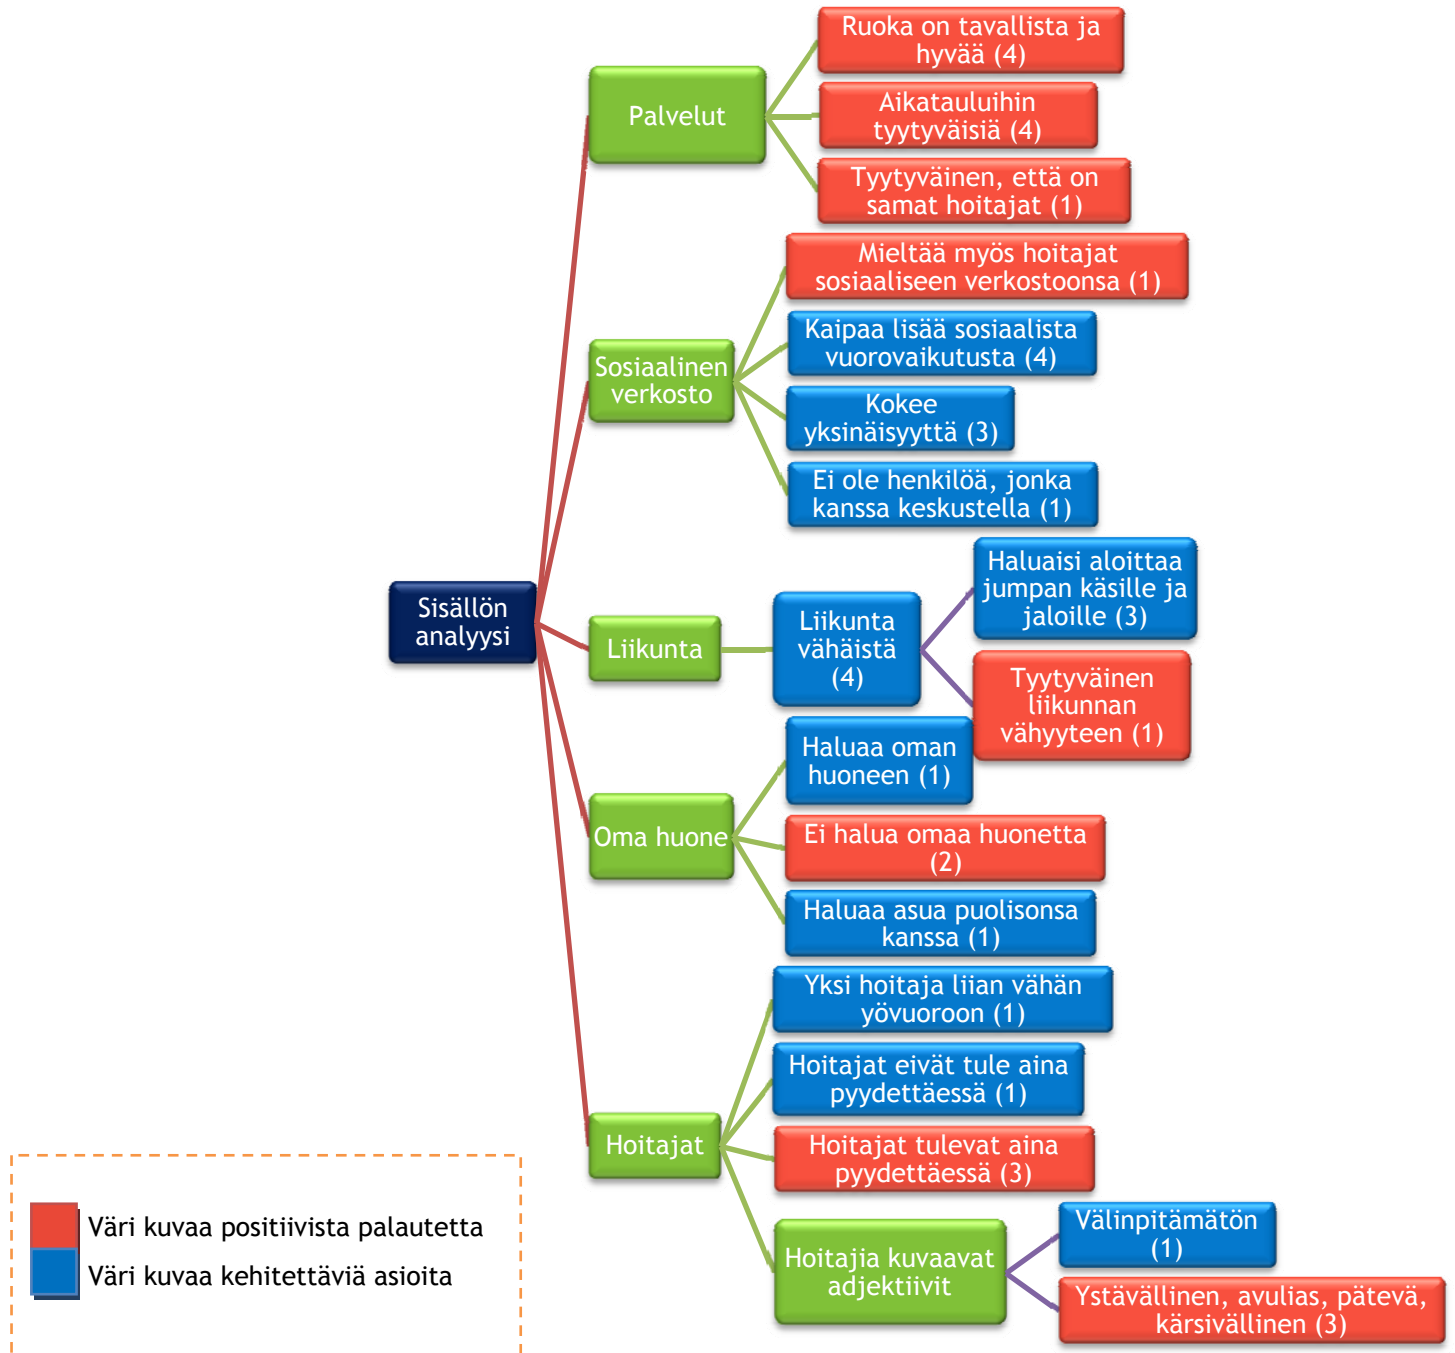 Ruoka on tavallista ja
hyvää (4)
Palvelut
Aikatauluihin
tyytyväisiä (4)
Tyytyväinen, että on
samat hoitajat (1)
Mieltää myös hoitajat
sosiaaliseen verkostoonsa (1)
Sosiaalinen
verkosto
Kaipaa lisää sosiaalista
vuorovaikutusta (4)
Kokee
yksinäisyyttä (3)
Ei ole henkilöä, jonka
kanssa keskustella (1)
Sisällön
analyysi
Liikunta
Liikunta
vähäistä
(4)
Haluaisi aloittaa
jumpan käsille ja
jaloille (3)
Tyytyväinen
liikunnan
vähyyteen (1)
Oma huone
Haluaa oman
huoneen (1)
Ei halua omaa huonetta
(2)
Haluaa asua puolisonsa
kanssa (1)
Hoitajat
Yksi hoitaja liian vähän
yövuoroon (1)
Hoitajat eivät tule aina
pyydettäessä (1)
Hoitajat tulevat aina
pyydettäessä (3)
Hoitajia kuvaavat
adjektiivit
Välinpitämätön
(1)
Ystävällinen, avulias, pätevä,
kärsivällinen (3)
Väri kuvaa positiivista palautetta
Väri kuvaa kehitettäviä asioita